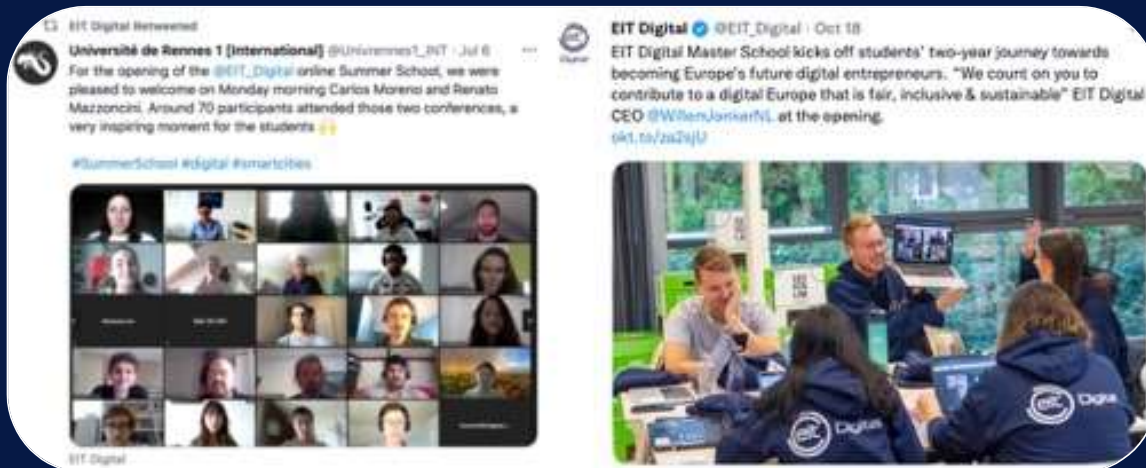 EIT Digital Retweeted
Université de Rennes 1 [International] @UnivRennes1_INT · Jul 6
For the opening of the @EIT_Digital online Summer School, we were
pleased to welcome on Monday morning Carlos Moreno and Renato
Mazzoncini. Around 70 participants attended those two conferences, a
very inspiring moment for the students 🙌
#SummerSchool #digital #smartcities
EIT Digital
EIT Digital @EIT_Digital · Oct 18
EIT Digital Master School kicks off students' two-year journey towards
becoming Europe's future digital entrepreneurs. "We count on you to
contribute to a digital Europe that is fair, inclusive & sustainable" EIT Digital
CEO @WillemJonkerNL at the opening.
eit Digital
eit Digital